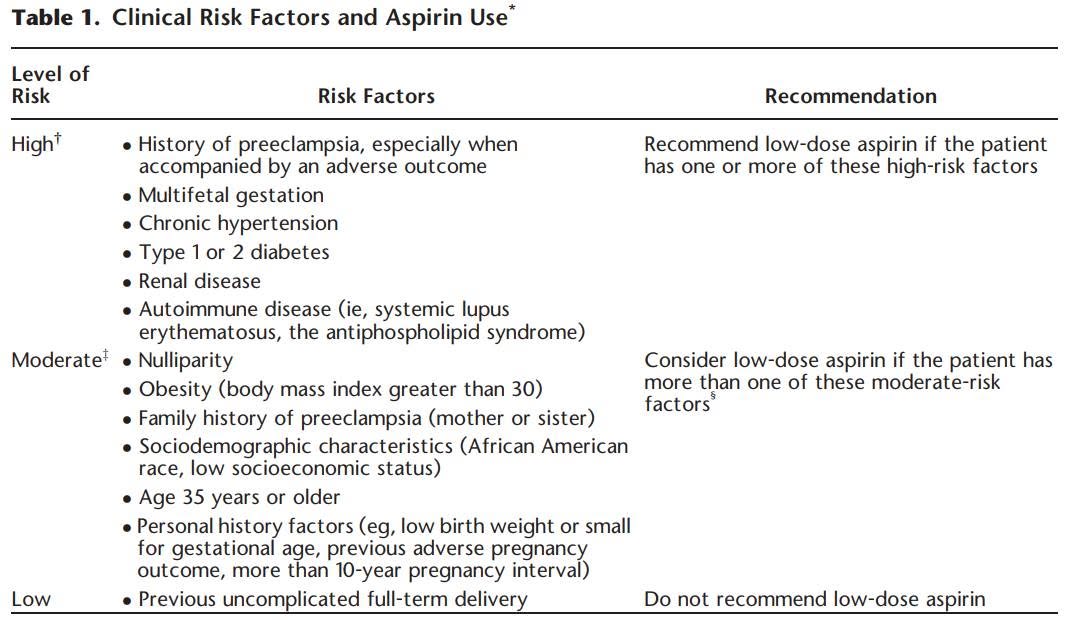 Table 1. Clinical Risk Factors and Aspirin Use*
Level of
Risk
Risk Factors
Recommendation
High†
• History of preeclampsia, especially when
accompanied by an adverse outcome
• Multifetal gestation
• Chronic hypertension
• Type 1 or 2 diabetes
• Renal disease
• Autoimmune disease (ie, systemic lupus
erythematosus, the antiphospholipid syndrome)
Recommend low-dose aspirin if the patient
has one or more of these high-risk factors
Moderate‡
• Nulliparity
• Obesity (body mass index greater than 30)
• Family history of preeclampsia (mother or sister)
• Sociodemographic characteristics (African American
race, low socioeconomic status)
• Age 35 years or older
• Personal history factors (eg, low birth weight or small
for gestational age, previous adverse pregnancy
outcome, more than 10-year pregnancy interval)
Consider low-dose aspirin if the patient has
more than one of these moderate-risk
factors§
Low
• Previous uncomplicated full-term delivery
Do not recommend low-dose aspirin